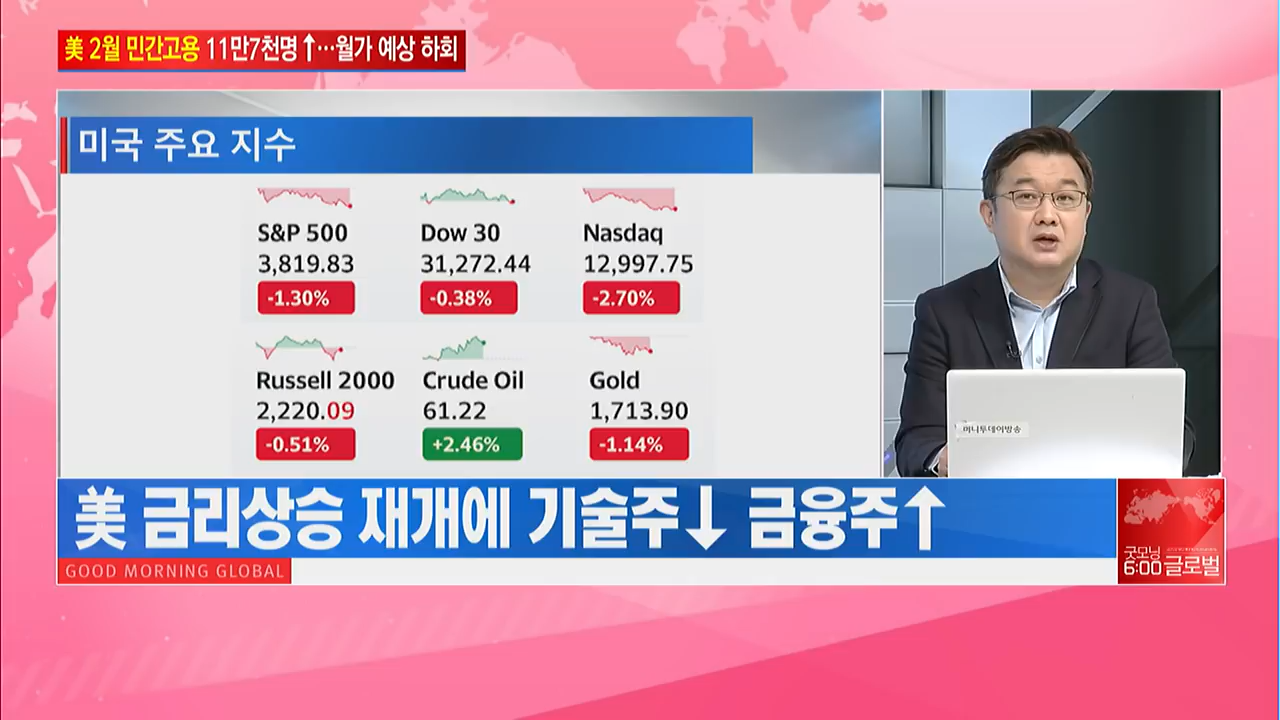 美 2월 민간고용 11만7천명↑…월가 예상 하회
미국 주요 지수
S&P 500
3,819.83
-1.30%
Dow 30
31,272.44
-0.38%
Nasdaq
12,997.75
-2.70%
Russell 2000
2,220.09
-0.51%
Crude Oil
61.22
+2.46%
Gold
1,713.90
-1.14%
머니투데이방송
美 금리상승 재개에 기술주↓ 금융주↑
GOOD MORNING GLOBAL
굿모닝
6:00 글로벌